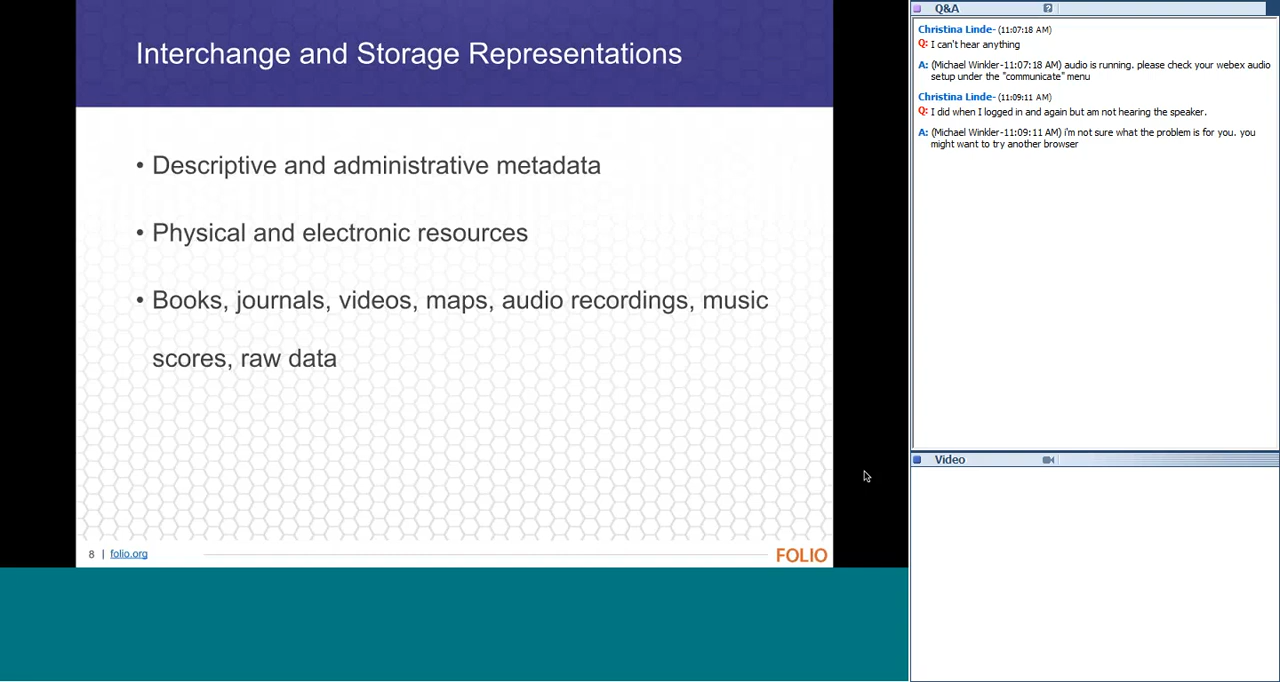 Interchange and Storage Representations
• Descriptive and administrative metadata
• Physical and electronic resources
• Books, journals, videos, maps, audio recordings, music
scores, raw data
8 | folio.org
FOLIO
Q&A
Christina Linde- (11:07:18 AM)
Q: I can't hear anything
A: (Michael Winkler-11:07:18 AM) audio is running. please check your webex audio
setup under the "communicate" menu
Christina Linde- (11:09:11 AM)
Q: I did when I logged in and again but am not hearing the speaker.
A: (Michael Winkler-11:09:11 AM) i'm not sure what the problem is for you. you
might want to try another browser
Video